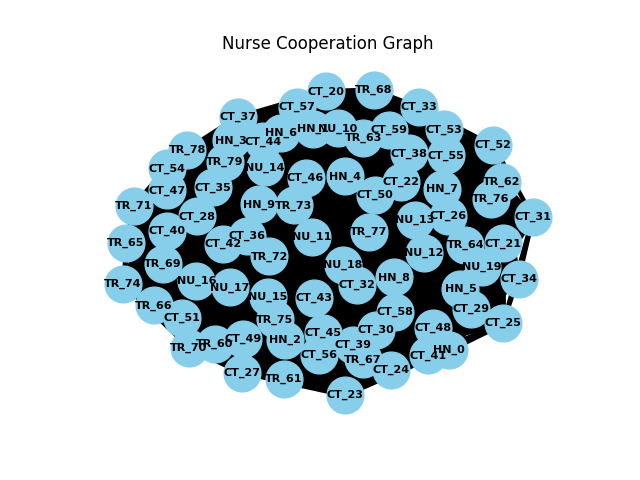 Nurse Cooperation Graph
CT_20
TR_68
CT_57
CT_33
CT_37
HN_1
NU_10
CT_53
HN_6
CT_59
TR_63
HN_3
CT_44
CT_52
TR_78
CT_38
CT_55
TR_79
CT_54
NU_14
HN_4
CT_46
CT_22
TR_62
CT_47
CT_35
HN_7
CT_50
TR_76
TR_71
HN_9
TR_73
CT_28
CT_26
CT_31
NU_13
CT_40
TR_77
CT_36
NU_11
TR_65
CT_42
TR_64
CT_21
NU_12
TR_72
TR_69
NU_18
NU_19
HN_8
CT_34
NU_16
TR_74
CT_32
NU_17
HN_5
NU_15
CT_43
TR_66
CT_29
CT_58
CT_51
TR_75
CT_25
CT_48
CT_30
CT_45
CT_49
HN_2
TR_70
TR_60
CT_39
HN_0
CT_56
CT_41
TR_67
CT_24
CT_27
TR_61
CT_23